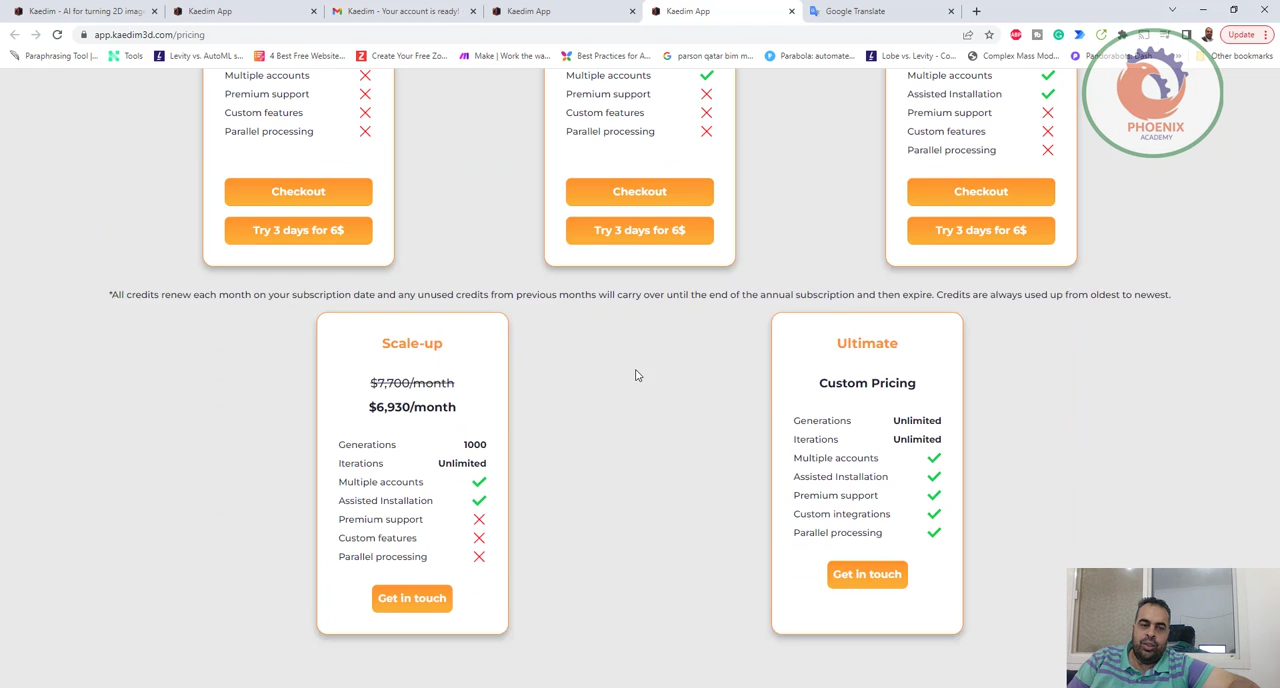 Kaedim - AI for turning 2D imag
Kaedim App
Kaedim - Your account is ready!
Kaedim App
Kaedim App
Google Translate
app.kaedim3d.com/pricing
Update
Paraphrasing Tool |...
Tools
Levity vs. AutoML s...
4 Best Free Website...
Create Your Free Zo...
Make | Work the wa...
Best Practices for A...
parson qatar bim m...
Parabola: automate...
Lobe vs. Levity - Co...
Complex Mass Mod...
Pandorabots: Dash
Other bookmarks
PHOENIX
ACADEMY
Multiple accounts
Premium support
Custom features
Parallel processing
Checkout
Try 3 days for 6$
Multiple accounts
Premium support
Custom features
Parallel processing
Checkout
Try 3 days for 6$
Multiple accounts
Assisted Installation
Premium support
Custom features
Parallel processing
Checkout
Try 3 days for 6$
*All credits renew each month on your subscription date and any unused credits from previous months will carry over until the end of the annual subscription and then expire. Credits are always used up from oldest to newest.
Scale-up
$7,700/month
$6,930/month
Generations 1000
Iterations Unlimited
Multiple accounts
Assisted Installation
Premium support
Custom features
Parallel processing
Get in touch
Ultimate
Custom Pricing
Generations Unlimited
Iterations Unlimited
Multiple accounts
Assisted Installation
Premium support
Custom integrations
Parallel processing
Get in touch